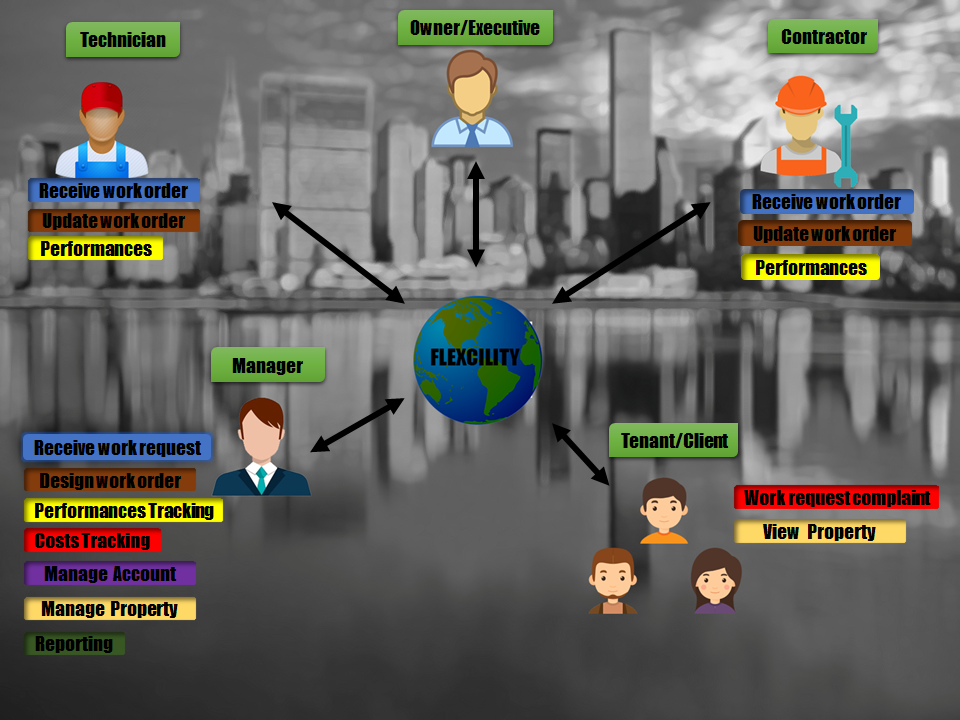 Technician
Owner/Executive
Contractor
Receive work order
Update work order
Performances
Receive work order
Update work order
Performances
FLEXCILITY
Manager
Receive work request
Design work order
Performances Tracking
Costs Tracking
Manage Account
Manage Property
Reporting
Tenant/Client
Work request complaint
View Property